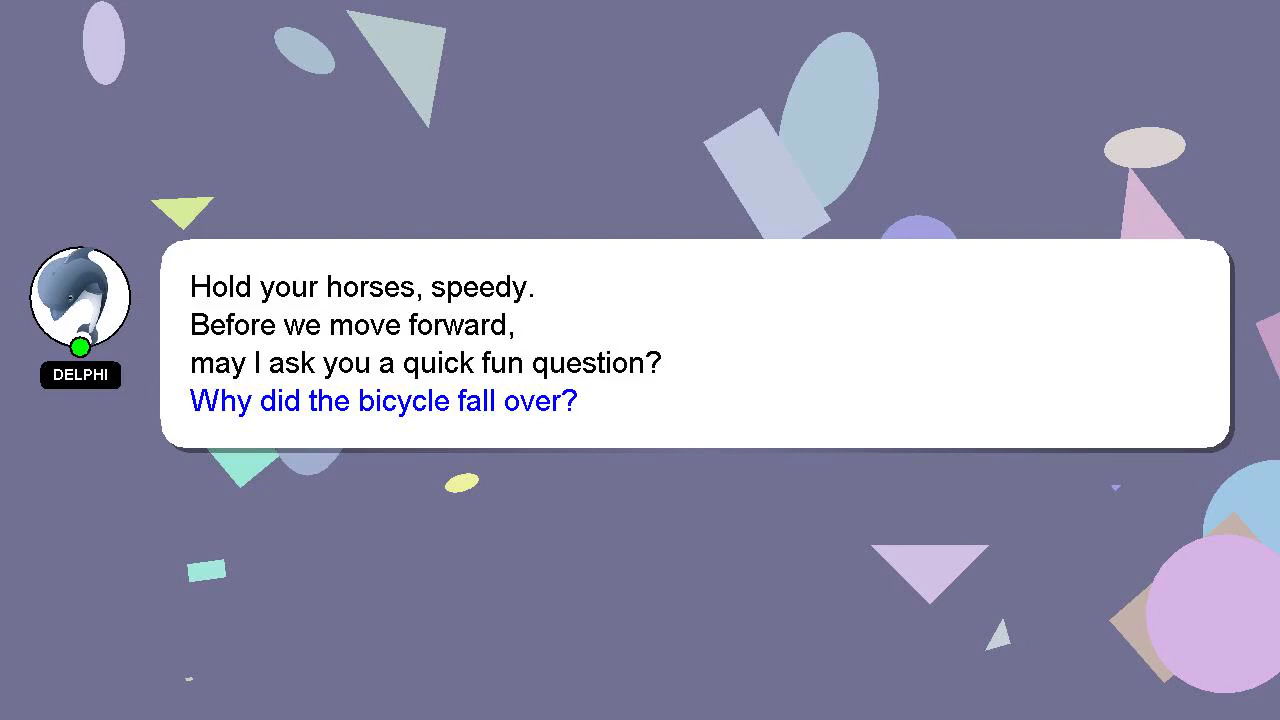 Hold your horses, speedy.
Before we move forward,
may I ask you a quick fun question?
Why did the bicycle fall over?
DELPHI